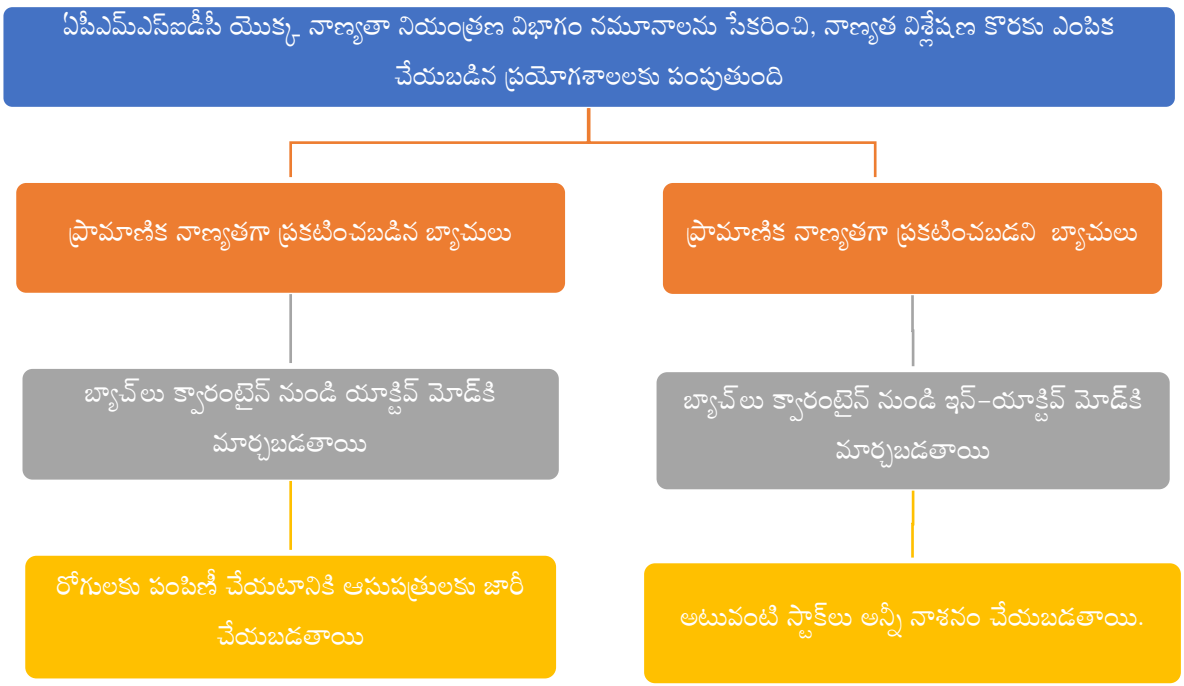 ఏపీఎమ్ఎస్ఐడీసీ యొక్క నాణ్యతా నియంత్రణ విభాగం నమూనాలను సేకరించి, నాణ్యత విశ్లేషణ కొరకు ఎంపిక
చేయబడిన ప్రయోగశాలలకు పంపుతుంది
ప్రామాణిక నాణ్యతగా ప్రకటించబడిన బ్యాచులు
ప్రామాణిక నాణ్యతగా ప్రకటించబడని బ్యాచులు
బ్యాచ్‌లు క్వారంటైన్ నుండి యాక్టివ్ మోడ్‌కి
మార్చబడతాయి
బ్యాచ్‌లు క్వారంటైన్ నుండి ఇన్-యాక్టివ్ మోడ్‌కి
మార్చబడతాయి
రోగులకు పంపిణీ చేయటానికి ఆసుపత్రులకు జారీ
చేయబడతాయి
అటువంటి స్టాక్‌లు అన్నీ నాశనం చేయబడతాయి.